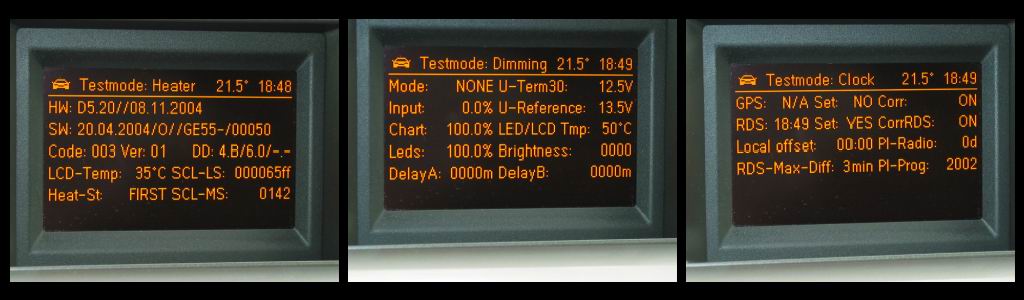 Testmode: Heater 21.5° 18:48
HW: D5.20//08.11.2004
SW: 20.04.2004/O//GE55-/00050
Code: 003 Ver: 01 DD: 4.B/6.0/-.-
LCD-Temp: 35°C SCL-LS: 000065ff
Heat-St: FIRST SCL-MS: 0142
Testmode: Dimming 21.5° 18:49
Mode: NONE U-Term30: 12.5V
Input: 0.0% U-Reference: 13.5V
Chart: 100.0% LED/LCD Tmp: 50°C
Leds: 100.0% Brightness: 0000
DelayA: 0000m DelayB: 0000m
Testmode: Clock 21.5° 18:49
GPS: N/A Set: NO Corr: ON
RDS: 18:49 Set: YES CorrRDS: ON
Local offset: 00:00 PI-Radio: 0d
RDS-Max-Diff: 3min PI-Prog: 2002